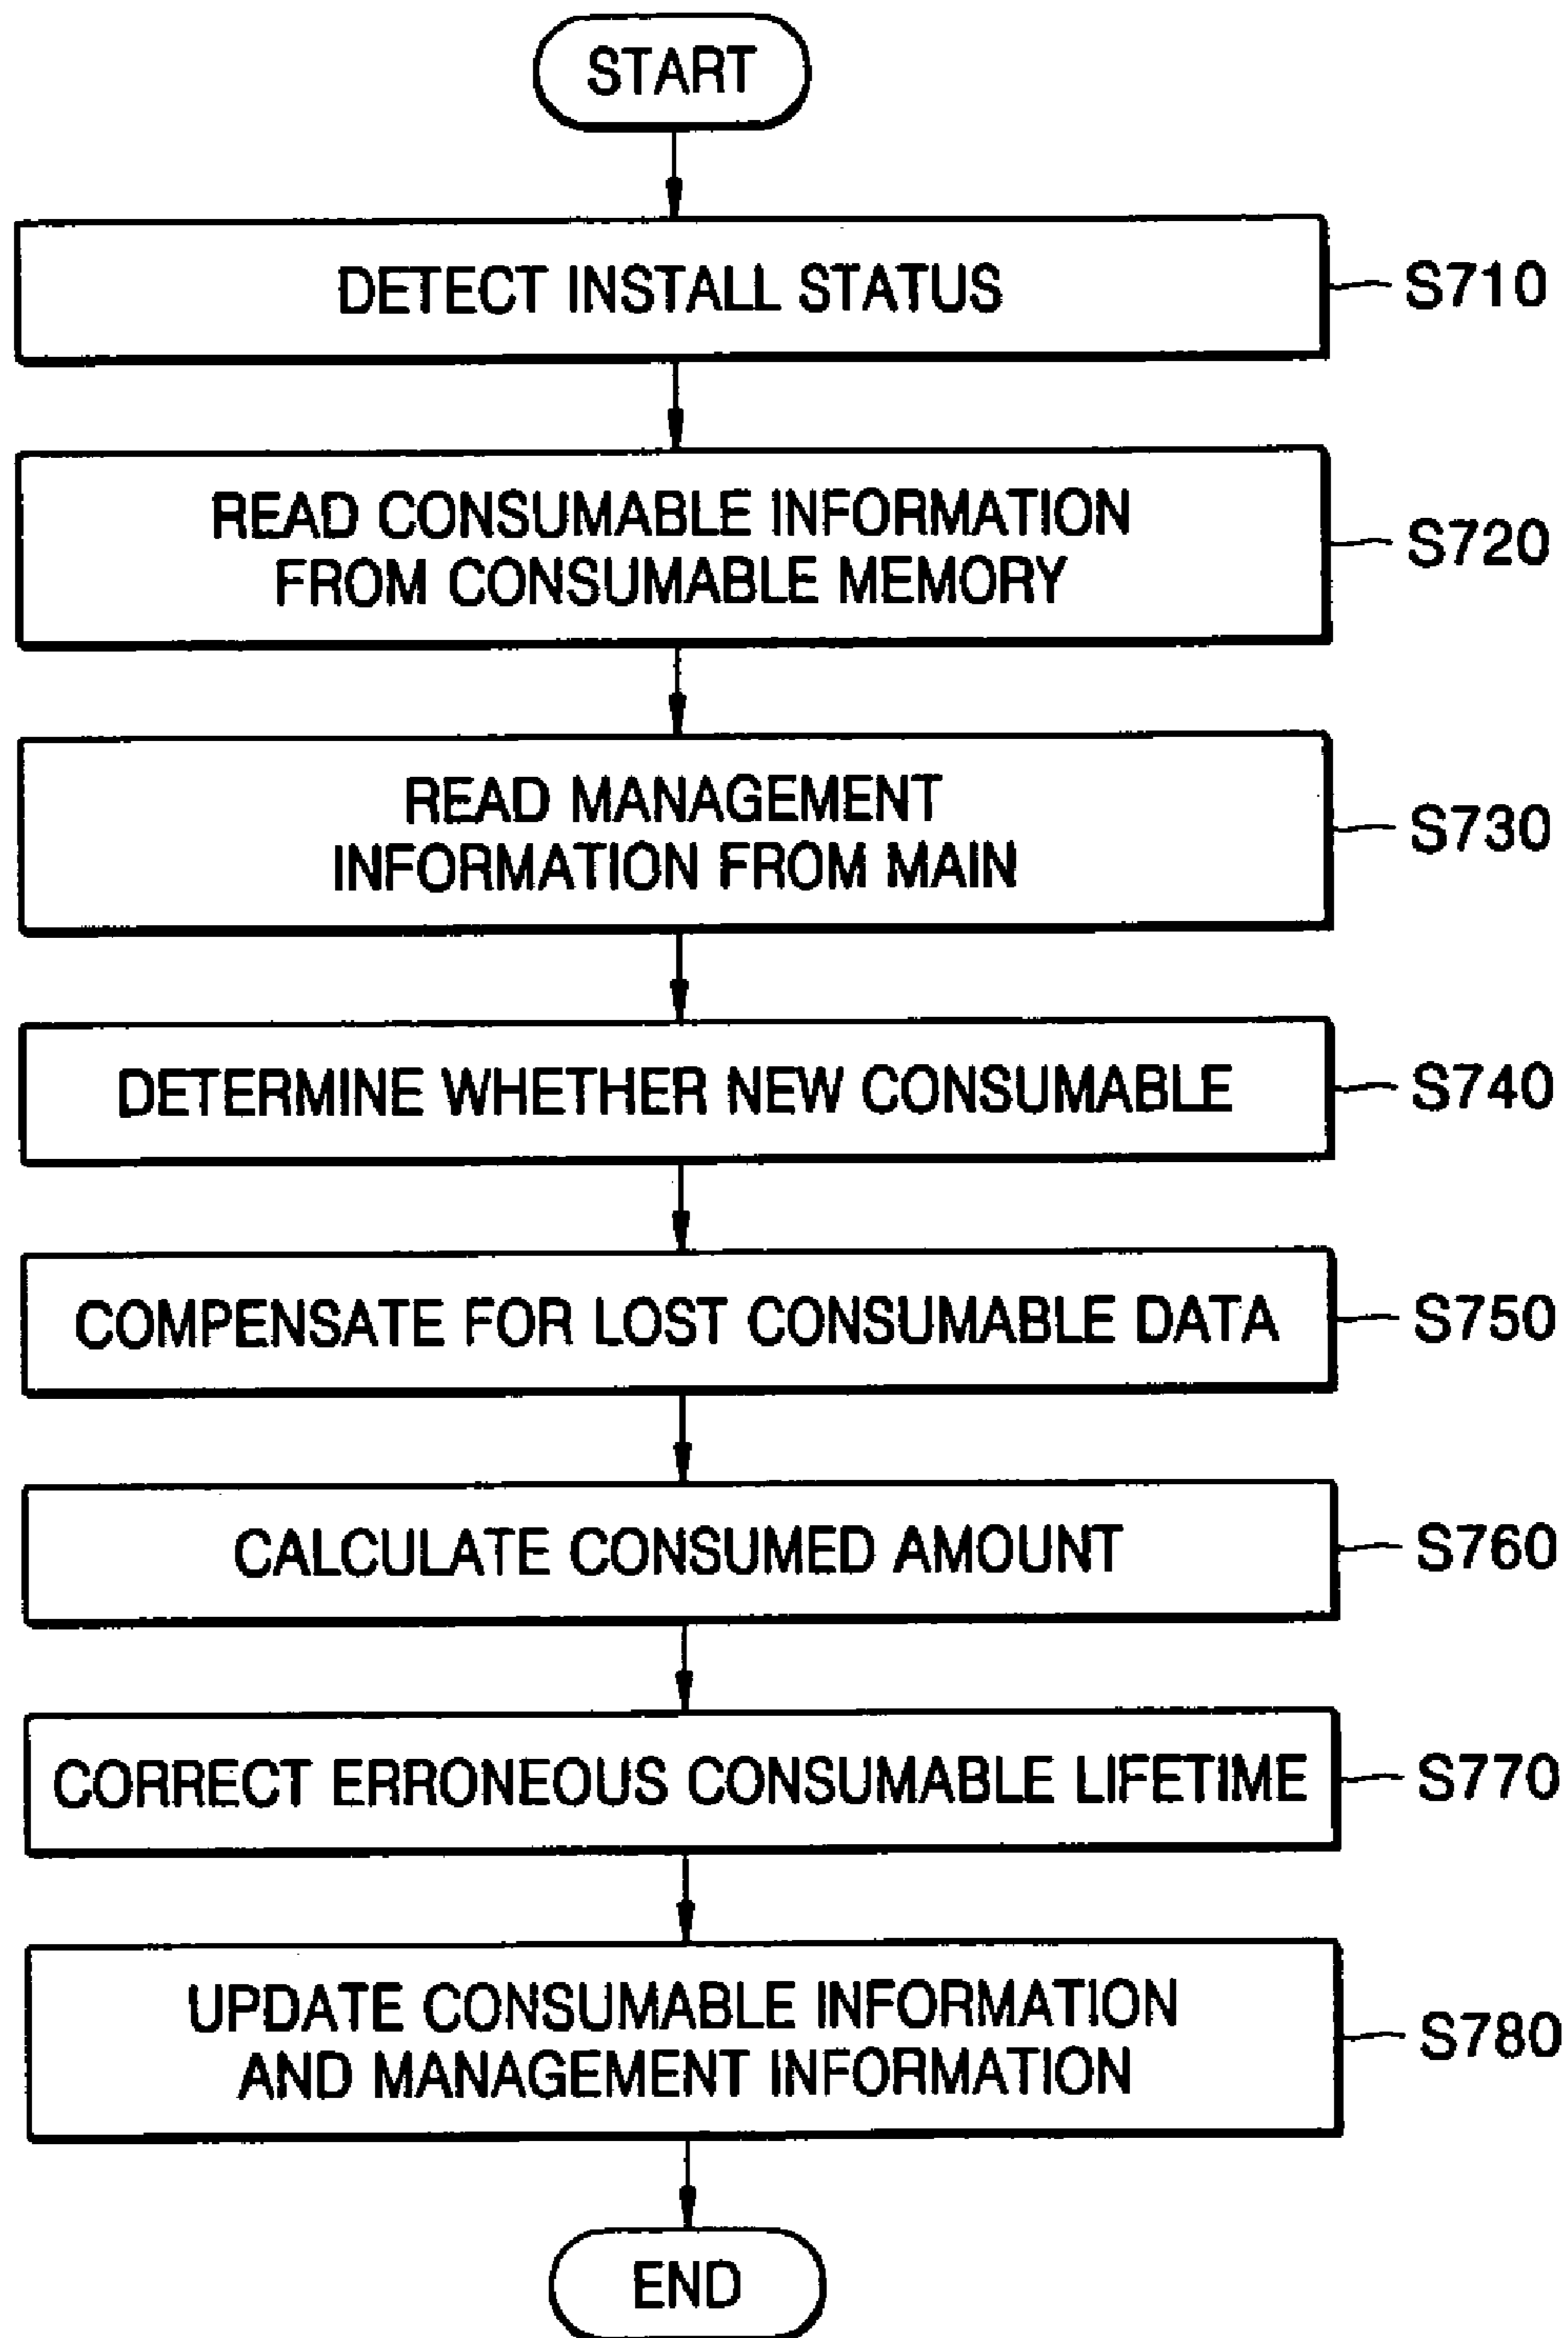 START
DETECT INSTALL STATUS
S710
READ CONSUMABLE INFORMATION
FROM CONSUMABLE MEMORY
S720
READ MANAGEMENT
INFORMATION FROM MAIN
S730
DETERMINE WHETHER NEW CONSUMABLE
S740
COMPENSATE FOR LOST CONSUMABLE DATA
S750
CALCULATE CONSUMED AMOUNT
S760
CORRECT ERRONEOUS CONSUMABLE LIFETIME
S770
UPDATE CONSUMABLE INFORMATION
AND MANAGEMENT INFORMATION
S780
END